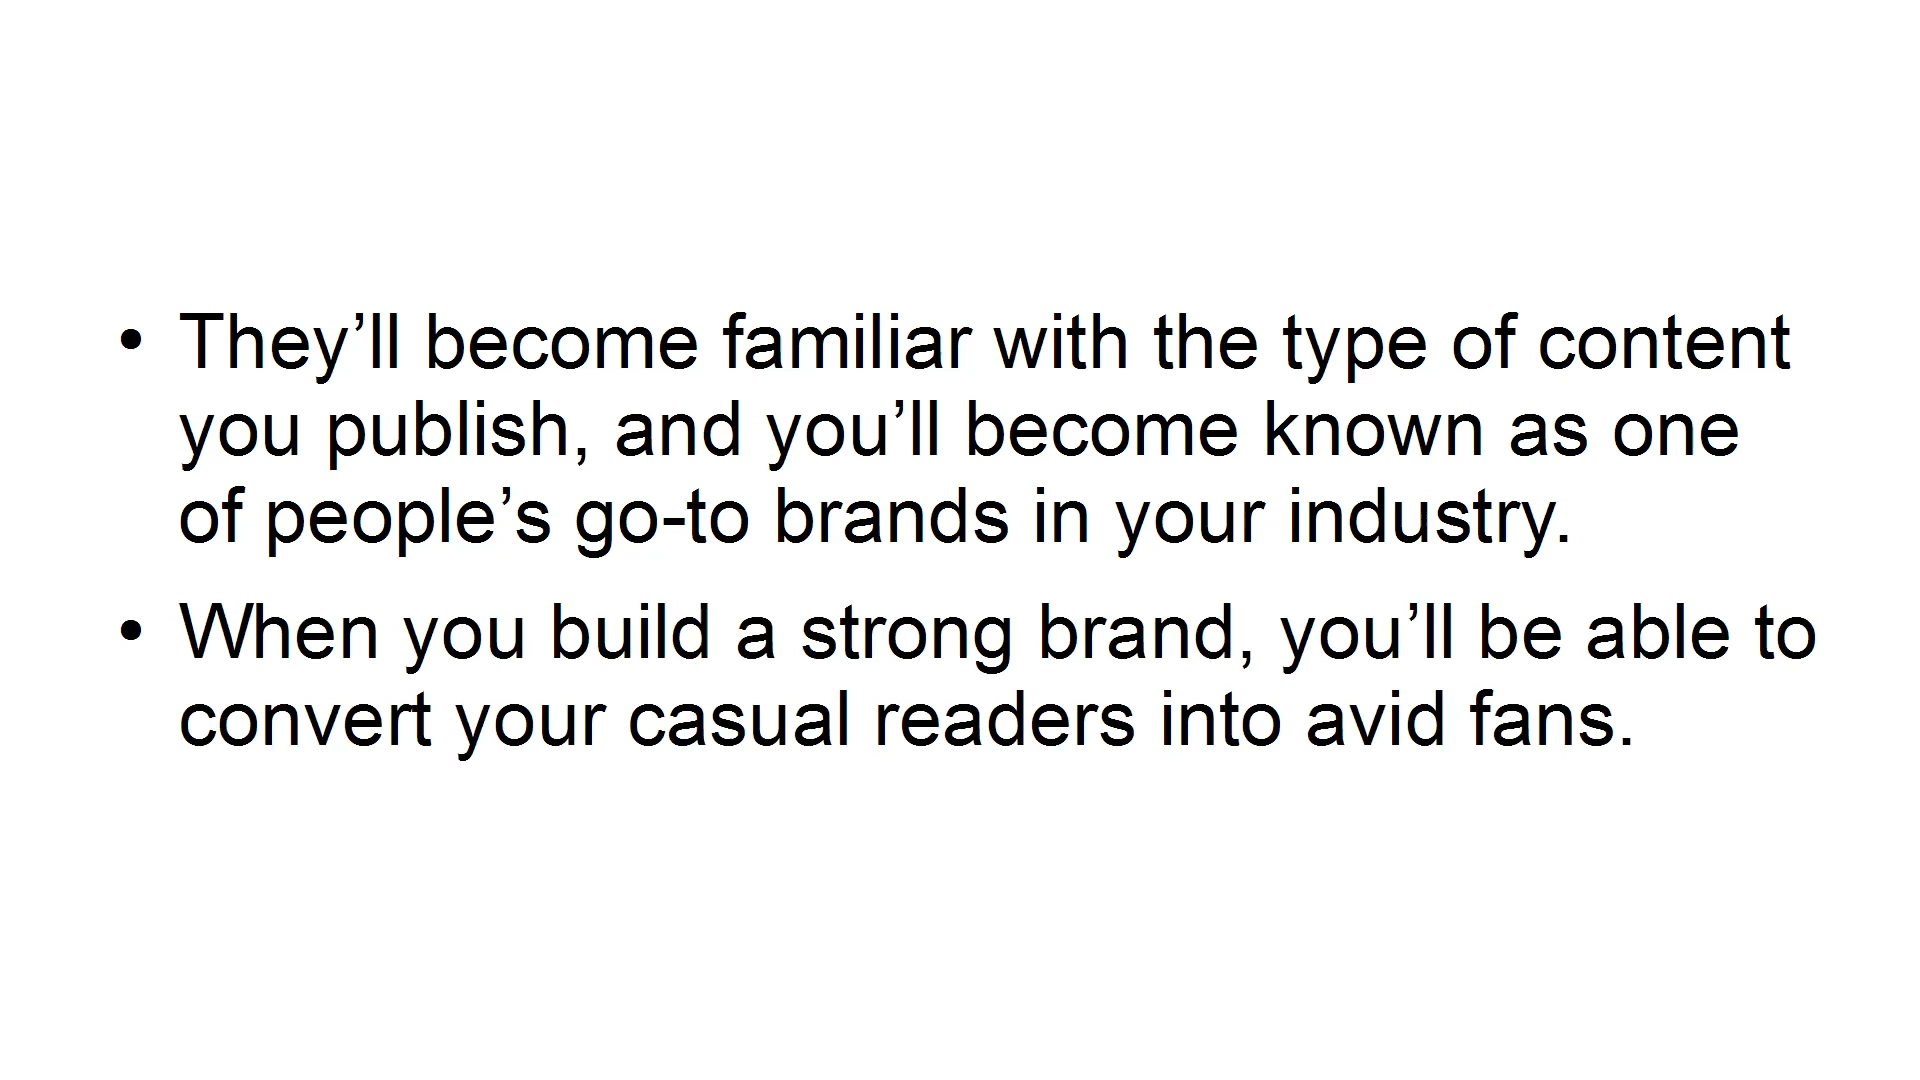 • They’ll become familiar with the type of content
you publish, and you’ll become known as one
of people’s go-to brands in your industry.
• When you build a strong brand, you’ll be able to
convert your casual readers into avid fans.